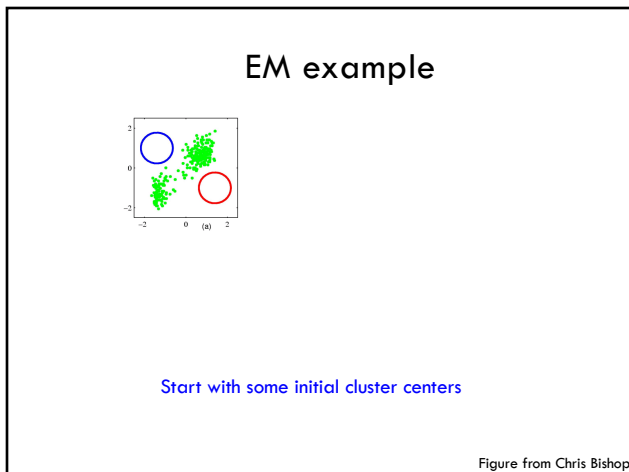 EM example
2
0
−2
−2
0
(a)
2
Start with some initial cluster centers
Figure from Chris Bishop